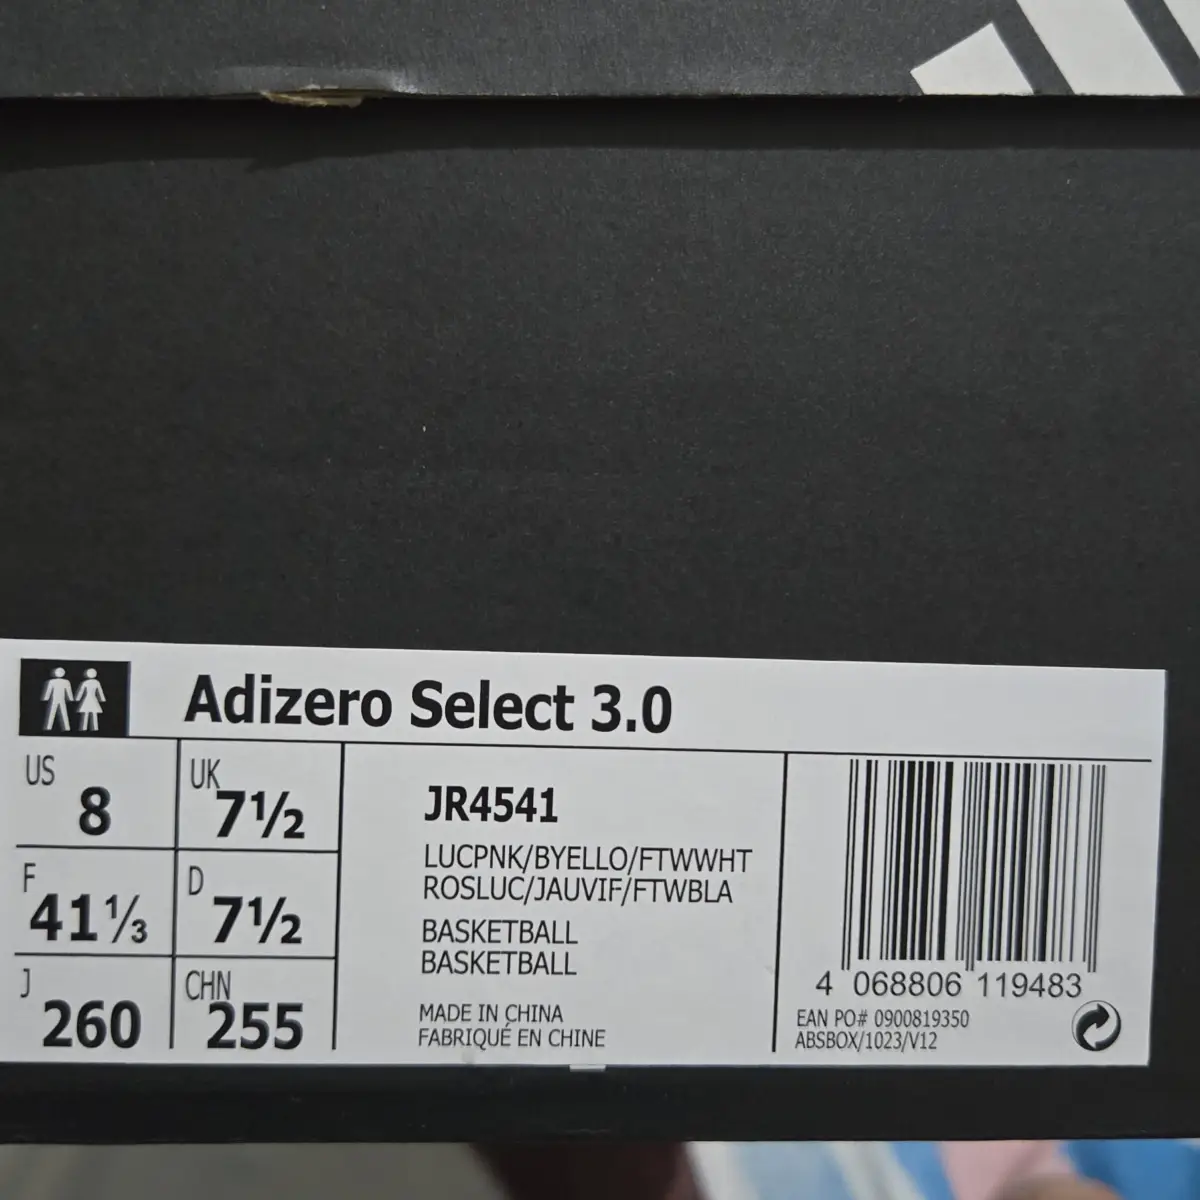 Adizero Select 3.0
US 8
UK 7½
F 41⅓
D 7½
J 260
CHN 255
JR4541
LUCPNK/BYELLO/FTWWHT
ROSLUC/JAUVIF/FTWBLA
BASKETBALL
BASKETBALL
MADE IN CHINA
FABRIQUÉ EN CHINE
4 068806 119483
EAN PO# 0900819350
ABSBOX/1023/V12